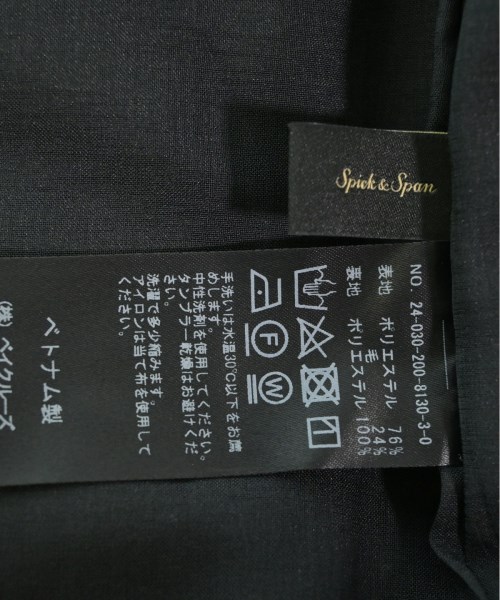 Spick & Span
NO. 24-030-200-8130-3-0
表地 ポリエステル 76%
毛 24%
裏地 ポリエステル 100%
F W
手洗いは水温30℃以下をお薦
めします。
中性洗剤を使用してください。
タンブラー乾燥はお避けくだ
さい。
洗濯で多少縮みます
アイロンは当て布を使用して
ください。
ベトナム製
(株)ベイクルーズ